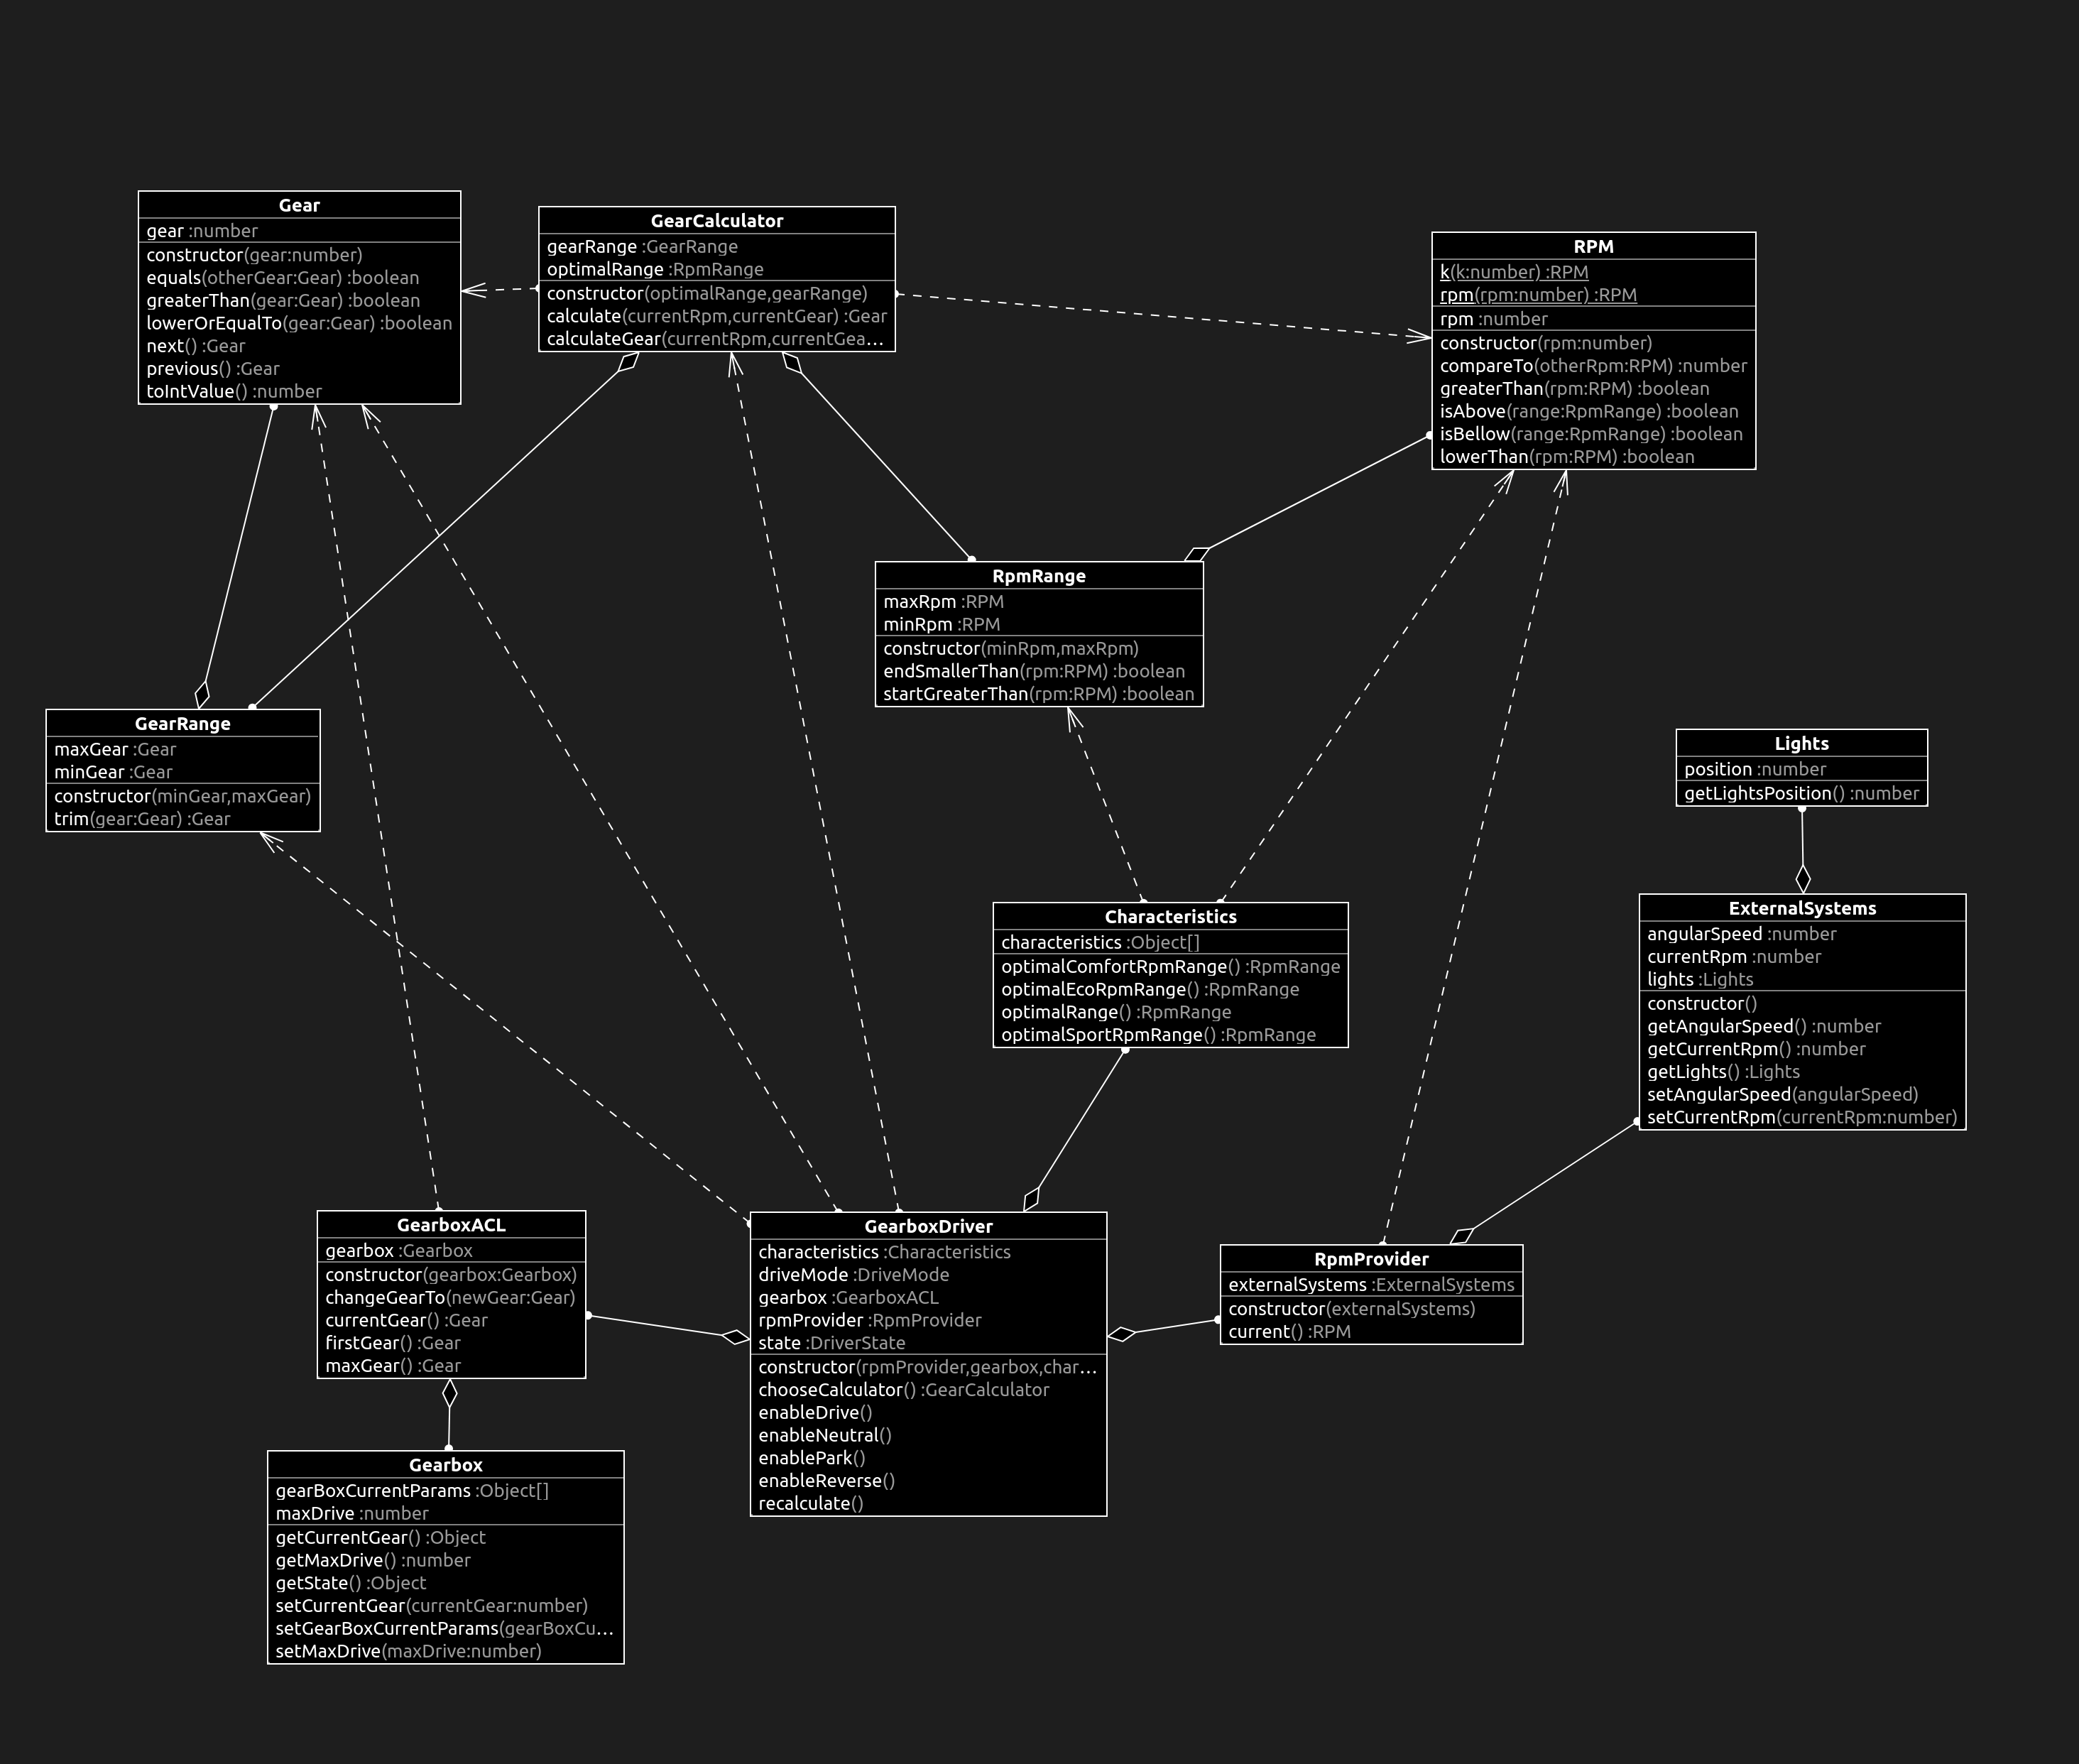 Gear
gear :number
constructor(gear:number)
equals(otherGear:Gear) :boolean
greaterThan(gear:Gear) :boolean
lowerOrEqualTo(gear:Gear) :boolean
next() :Gear
previous() :Gear
toIntValue() :number
GearCalculator
gearRange :GearRange
optimalRange :RpmRange
constructor(optimalRange,gearRange)
calculate(currentRpm,currentGear) :Gear
calculateGear(currentRpm,currentGea…
RPM
k(k:number) :RPM
rpm(rpm:number) :RPM
rpm :number
constructor(rpm:number)
compareTo(otherRpm:RPM) :number
greaterThan(rpm:RPM) :boolean
isAbove(range:RpmRange) :boolean
isBellow(range:RpmRange) :boolean
lowerThan(rpm:RPM) :boolean
RpmRange
maxRpm :RPM
minRpm :RPM
constructor(minRpm,maxRpm)
endSmallerThan(rpm:RPM) :boolean
startGreaterThan(rpm:RPM) :boolean
GearRange
maxGear :Gear
minGear :Gear
constructor(minGear,maxGear)
trim(gear:Gear) :Gear
Lights
position :number
getLightsPosition() :number
Characteristics
characteristics :Object[]
optimalComfortRpmRange() :RpmRange
optimalEcoRpmRange() :RpmRange
optimalRange() :RpmRange
optimalSportRpmRange() :RpmRange
ExternalSystems
angularSpeed :number
currentRpm :number
lights :Lights
constructor()
getAngularSpeed() :number
getCurrentRpm() :number
getLights() :Lights
setAngularSpeed(angularSpeed)
setCurrentRpm(currentRpm:number)
GearboxACL
gearbox :Gearbox
constructor(gearbox:Gearbox)
changeGearTo(newGear:Gear)
currentGear() :Gear
firstGear() :Gear
maxGear() :Gear
GearboxDriver
characteristics :Characteristics
driveMode :DriveMode
gearbox :GearboxACL
rpmProvider :RpmProvider
state :DriverState
constructor(rpmProvider,gearbox,char…
chooseCalculator() :GearCalculator
enableDrive()
enableNeutral()
enablePark()
enableReverse()
recalculate()
RpmProvider
externalSystems :ExternalSystems
constructor(externalSystems)
current() :RPM
Gearbox
gearBoxCurrentParams :Object[]
maxDrive :number
getCurrentGear() :Object
getMaxDrive() :number
getState() :Object
setCurrentGear(currentGear:number)
setGearBoxCurrentParams(gearBoxCu…
setMaxDrive(maxDrive:number)